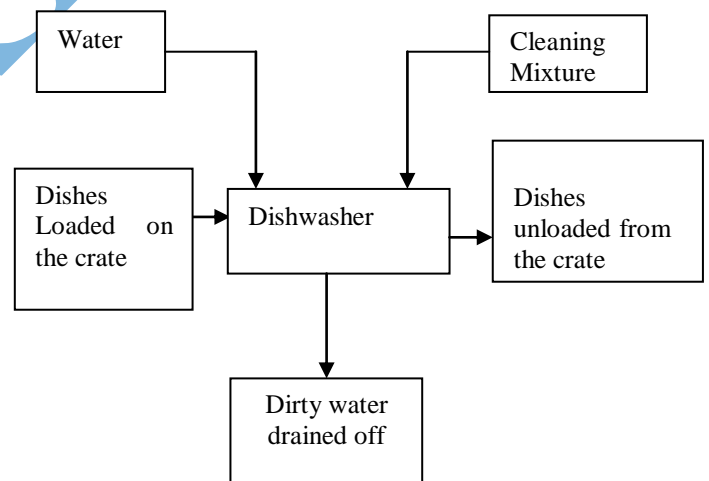 Water
Cleaning
Mixture
Dishes
Loaded on
the crate
Dishwasher
Dishes
unloaded from
the crate
Dirty water
drained off